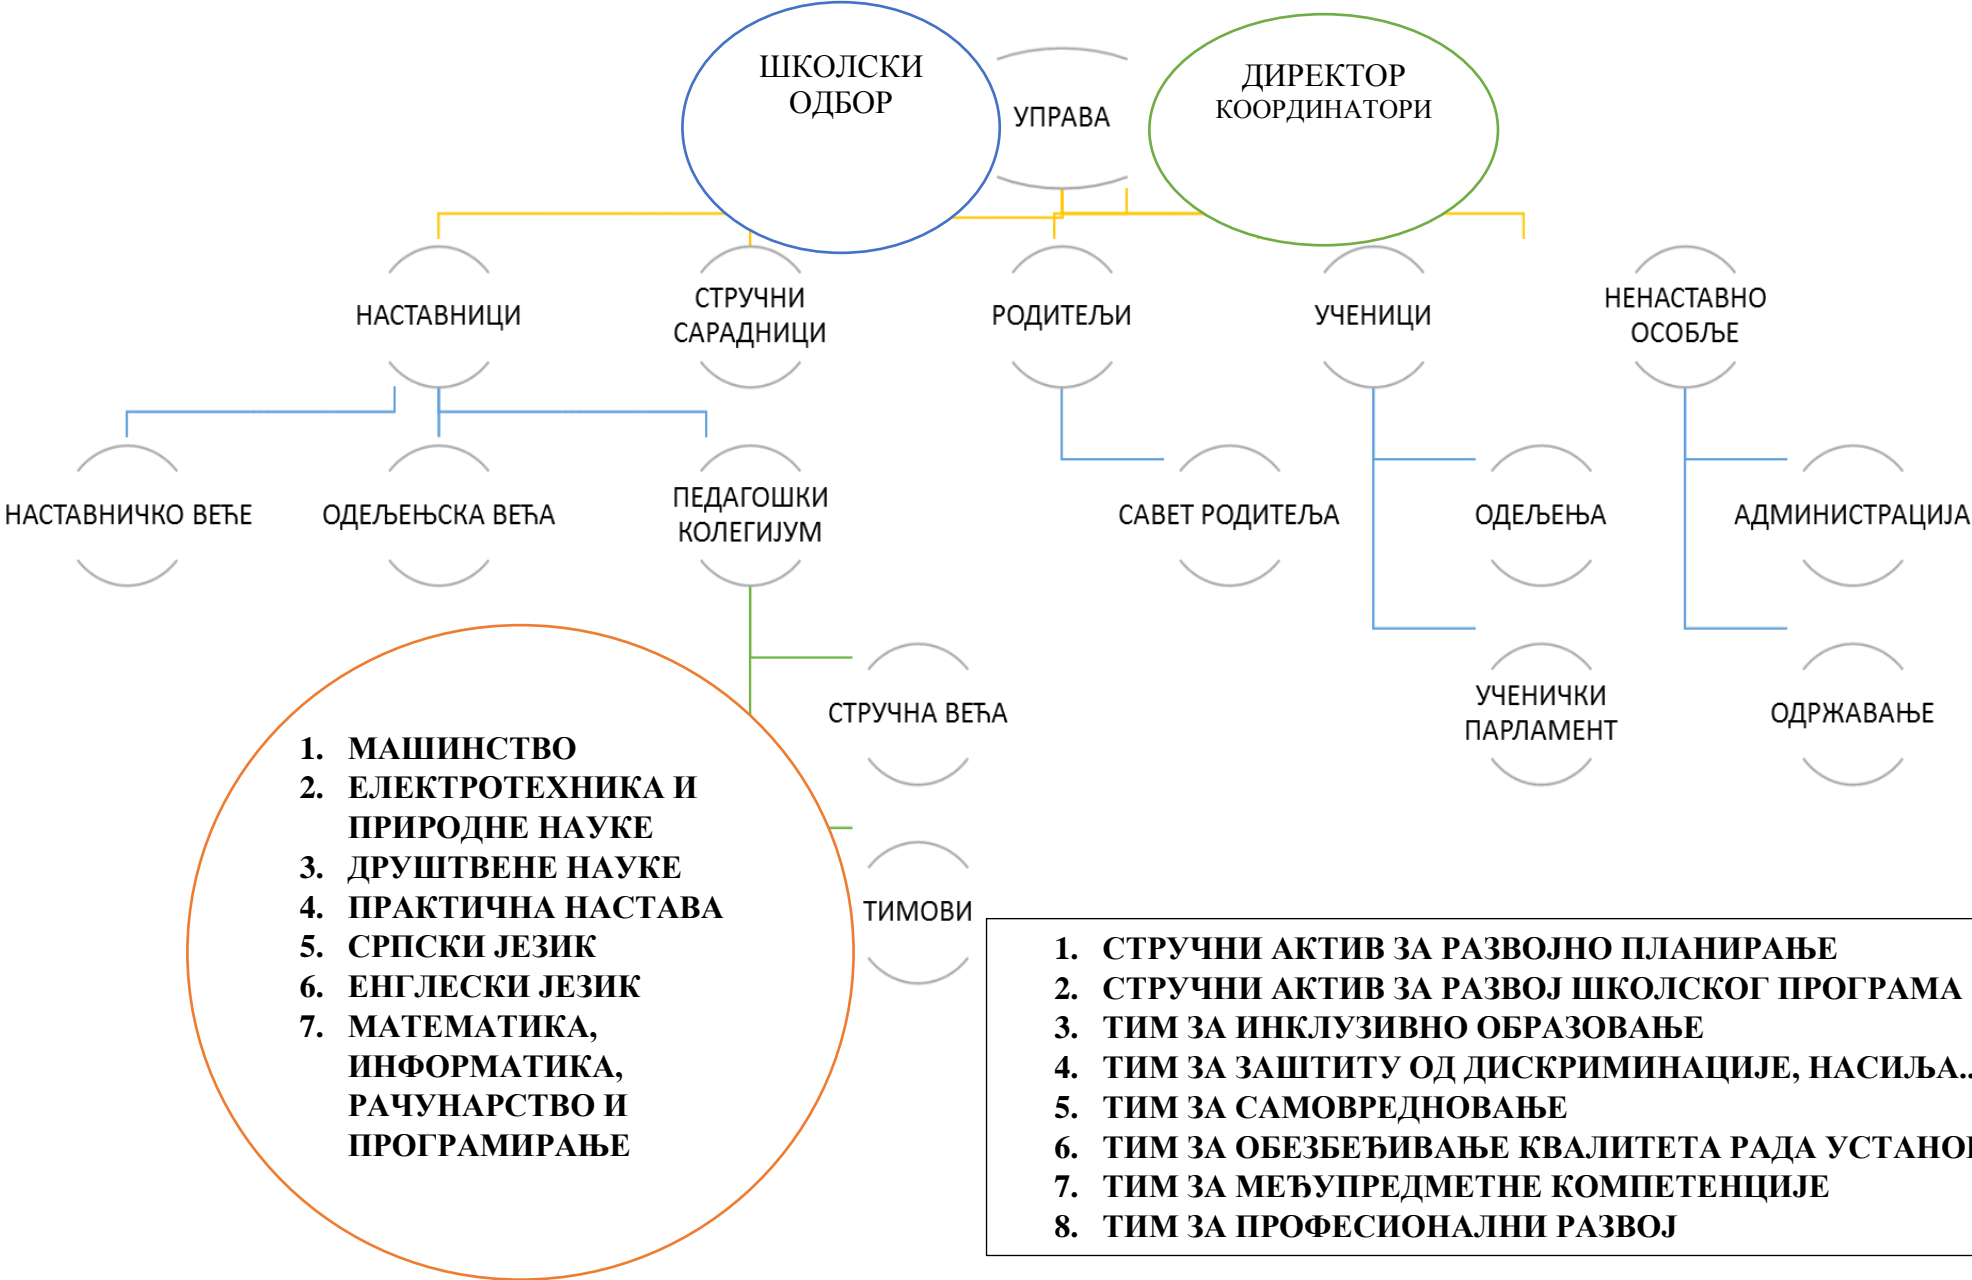 ШКОЛСКИ
ОДБОР
УПРАВА
ДИРЕКТОР
КООРДИНАТОРИ
НАСТАВНИЦИ
СТРУЧНИ
САРАДНИЦИ
РОДИТЕЉИ
УЧЕНИЦИ
НЕНАСТАВНО
ОСОБЉЕ
НАСТАВНИЧКО ВЕЋЕ
ОДЕЉЕЊСКА ВЕЋА
ПЕДАГОШКИ
КОЛЕГИЈУМ
САВЕТ РОДИТЕЉА
ОДЕЉЕЊА
АДМИНИСТРАЦИЈА
СТРУЧНА ВЕЋА
УЧЕНИЧКИ
ПАРЛАМЕНТ
ОДРЖАВАЊЕ
1. МАШИНСТВО
2. ЕЛЕКТРОТЕХНИКА И
ПРИРОДНЕ НАУКЕ
3. ДРУШТВЕНЕ НАУКЕ
4. ПРАКТИЧНА НАСТАВА
5. СРПСКИ ЈЕЗИК
6. ЕНГЛЕСКИ ЈЕЗИК
7. МАТЕМАТИКА,
ИНФОРМАТИКА,
РАЧУНАРСТВО И
ПРОГРАМИРАЊЕ
ТИМОВИ
1. СТРУЧНИ АКТИВ ЗА РАЗВОЈНО ПЛАНИРАЊЕ
2. СТРУЧНИ АКТИВ ЗА РАЗВОЈ ШКОЛСКОГ ПРОГРАМА
3. ТИМ ЗА ИНКЛУЗИВНО ОБРАЗОВАЊЕ
4. ТИМ ЗА ЗАШТИТУ ОД ДИСКРИМИНАЦИЈЕ, НАСИЉА..
5. ТИМ ЗА САМОВРЕДНОВАЊЕ
6. ТИМ ЗА ОБЕЗБЕЂИВАЊЕ КВАЛИТЕТА РАДА
7. ТИМ ЗА МЕЂУПРЕДМЕТНЕ КОМПЕТЕНЦИЈЕ
8. ТИМ ЗА ПРОФЕСИОНАЛНИ РАЗВОЈ